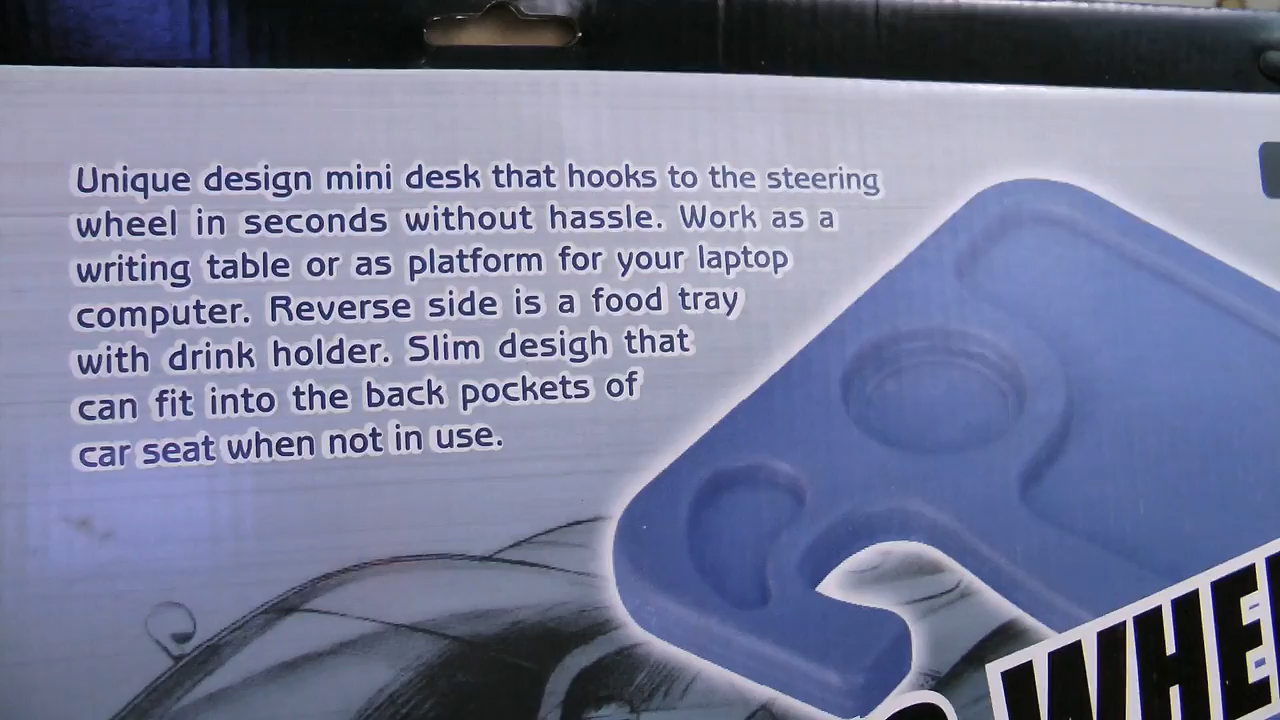 Unique design mini desk that hooks to the steering
wheel in seconds without hassle. Work as a
writing table or as platform for your laptop
computer. Reverse side is a food tray
with drink holder. Slim desigh that
can fit into the back pockets of
car seat when not in use.